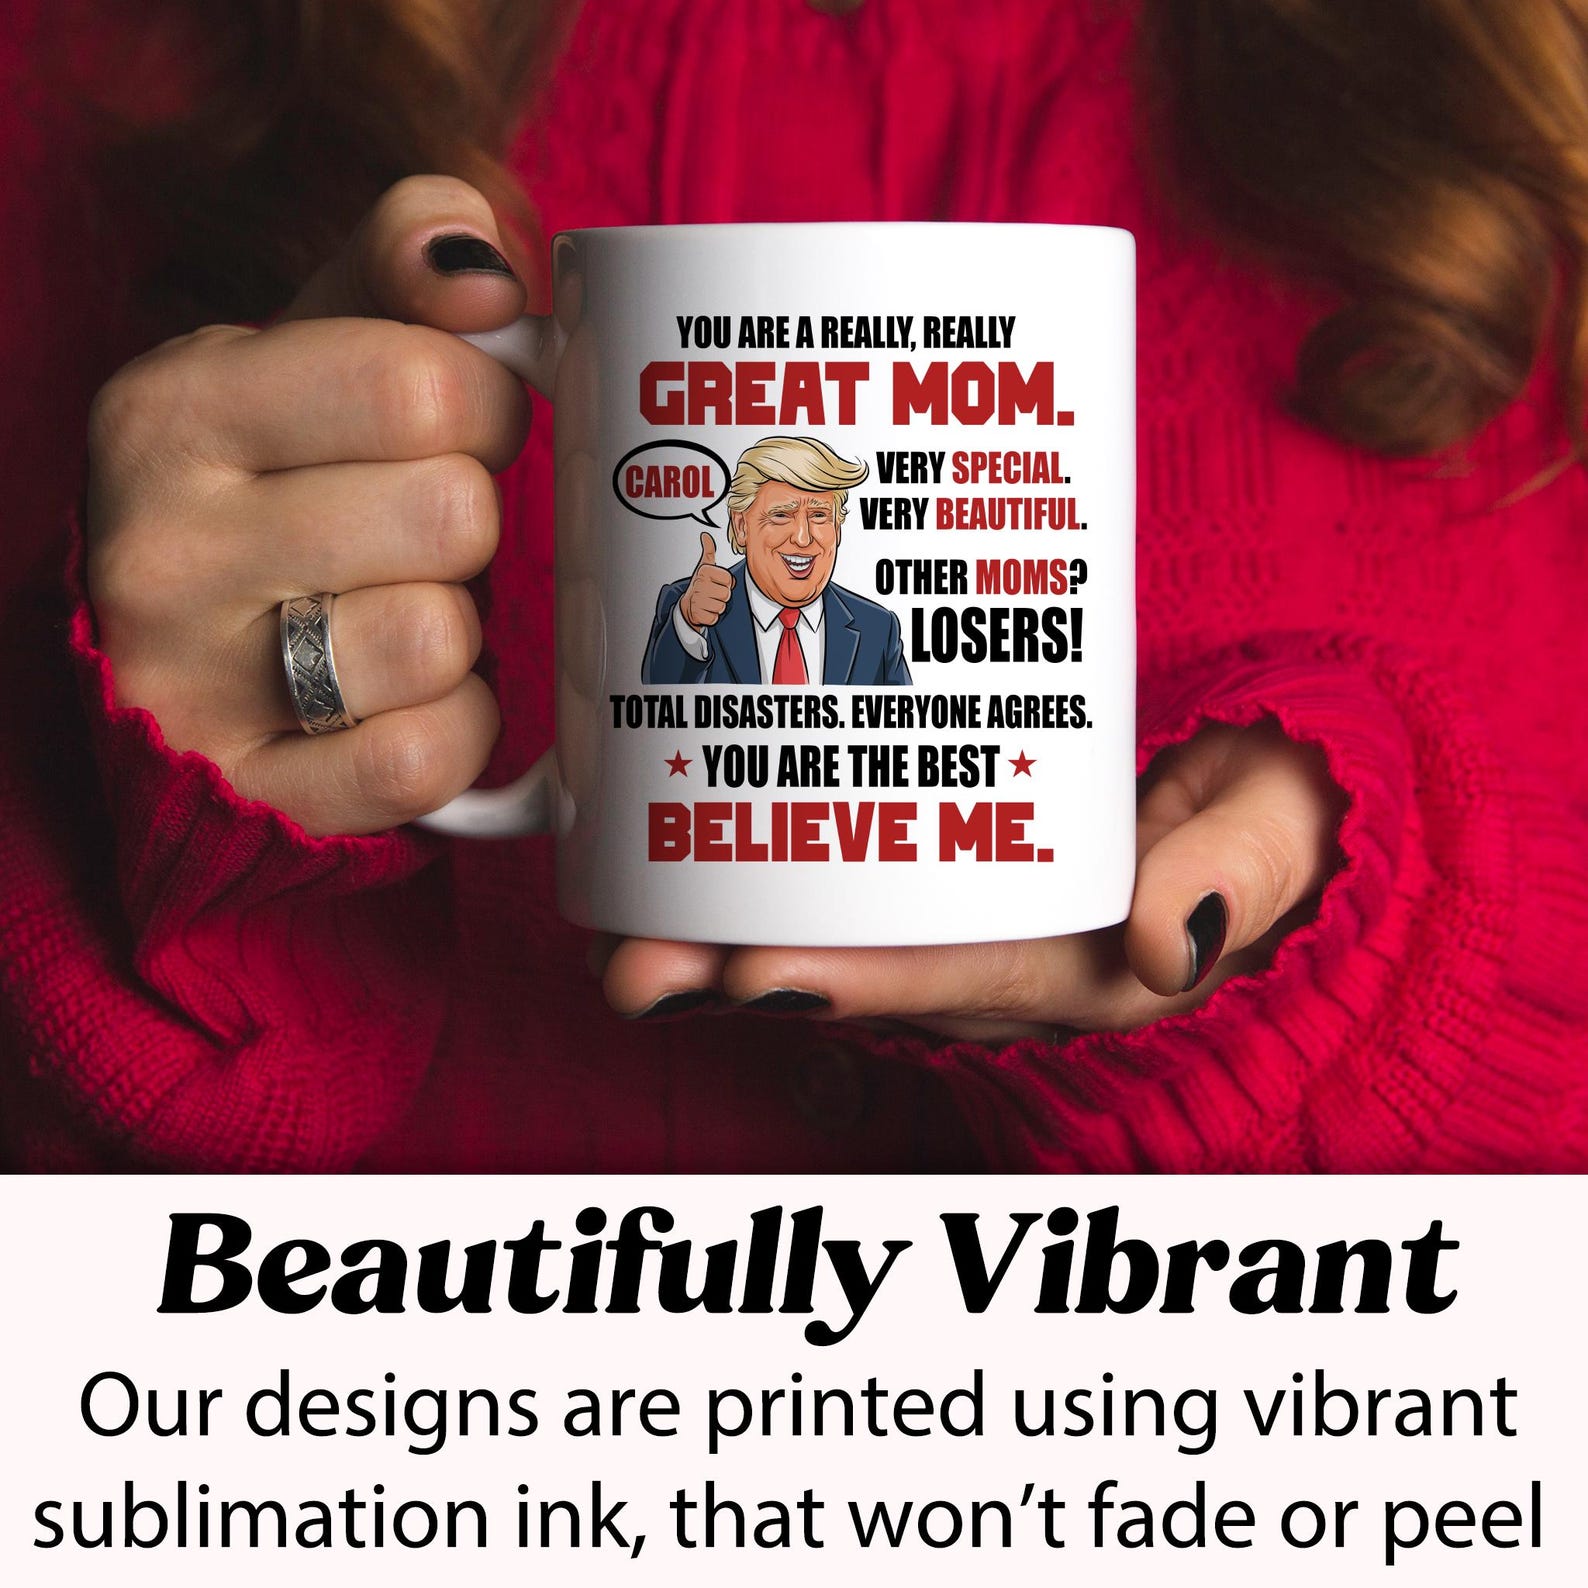 YOU ARE A REALLY, REALLY
GREAT MOM.
CAROL
VERY SPECIAL.
VERY BEAUTIFUL.
OTHER MOMS?
LOSERS!
TOTAL DISASTERS. EVERYONE AGREES.
★ YOU ARE THE BEST ★
BELIEVE ME.
Beautifully Vibrant
Our designs are printed using vibrant
sublimation ink, that won't fade or peel